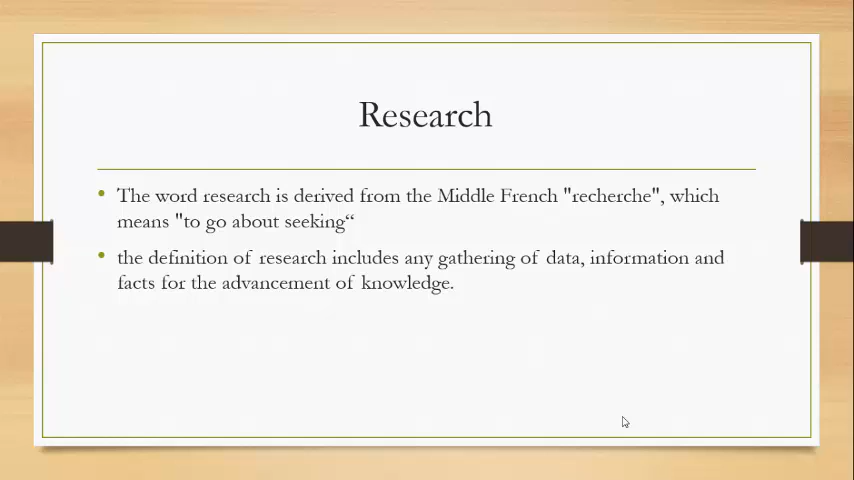 Research
• The word research is derived from the Middle French "recherche", which
means "to go about seeking“
• the definition of research includes any gathering of data, information and
facts for the advancement of knowledge.